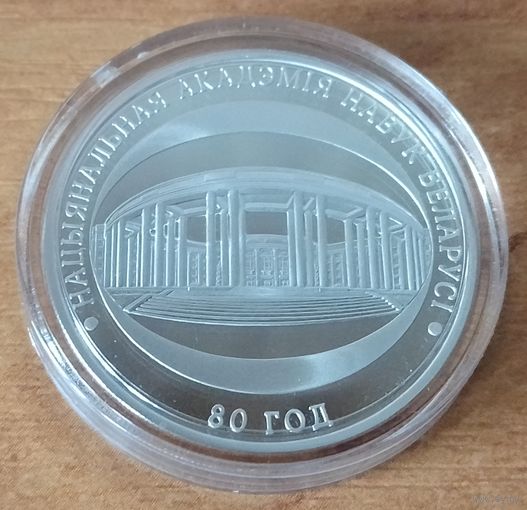 • НАЦЫЯНАЛЬНАЯ АКАДЭМІЯ НАВУК БЕЛАРУСІ •
80 ГОД